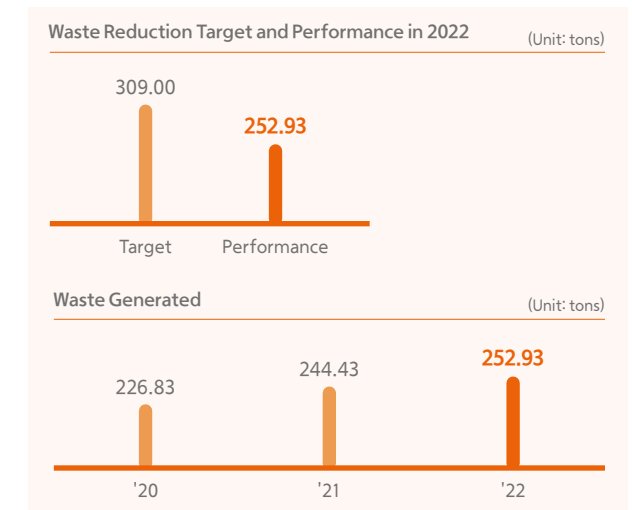 Waste Reduction Target and Performance in 2022 (Unit: tons)
309.00
252.93
Target Performance
Waste Generated (Unit: tons)
252.93
244.43
226.83
'20 '21 '22